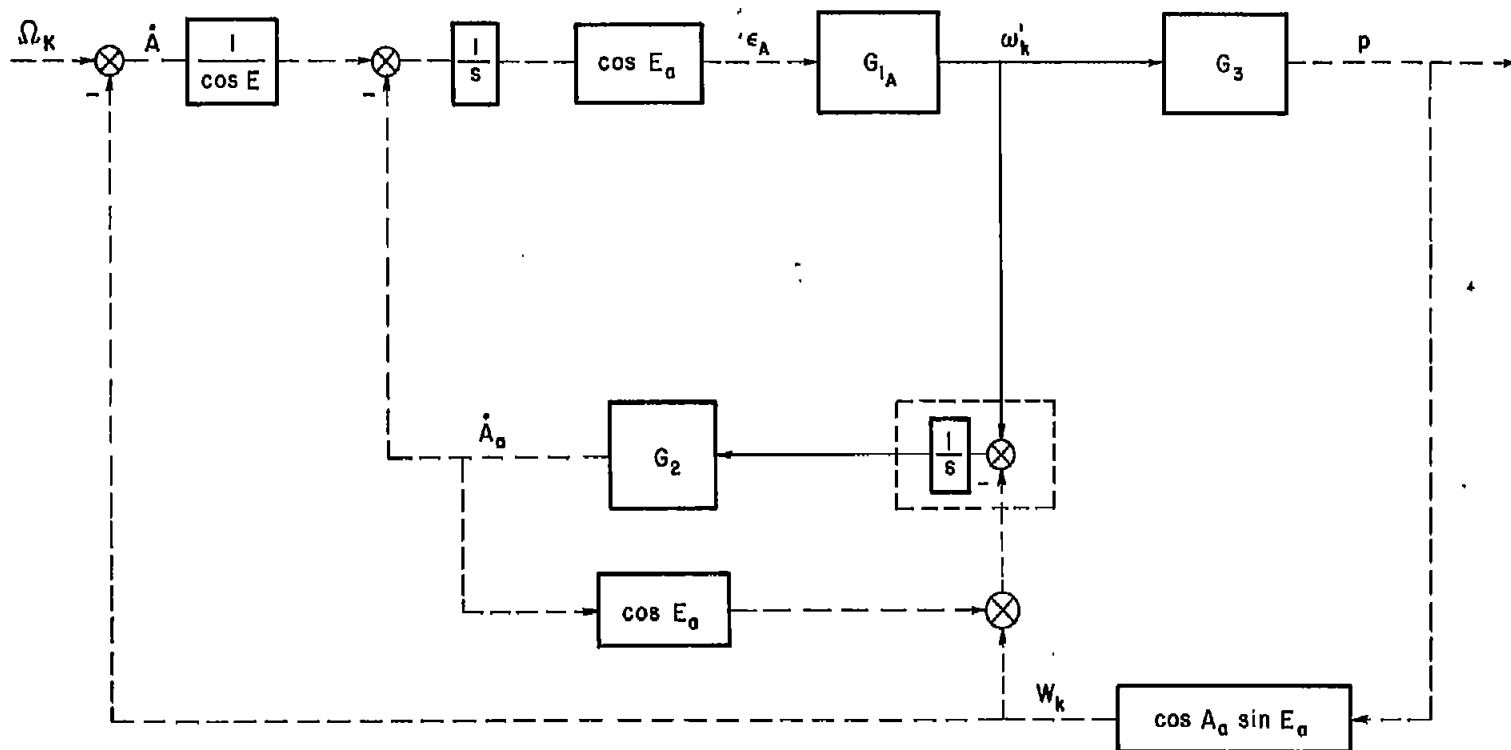 Ω_K
Ȧ
1
cos E
1
s
cos E_a
ε_A
G_1_A
ω'_k
G_3
p
-
-
Ȧ_a
G_2
1
s
-
cos E_a
W_k
cos A_a sin E_a